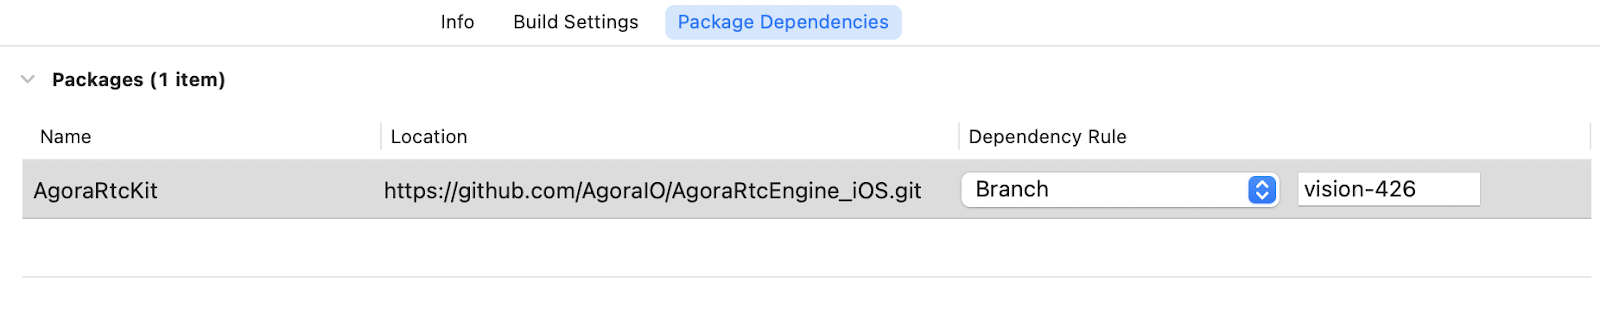 Info Build Settings Package Dependencies
Packages (1 item)
Name Location Dependency Rule
AgoraRtcKit https://github.com/AgoraIO/AgoraRtcEngine_iOS.git Branch vision-426